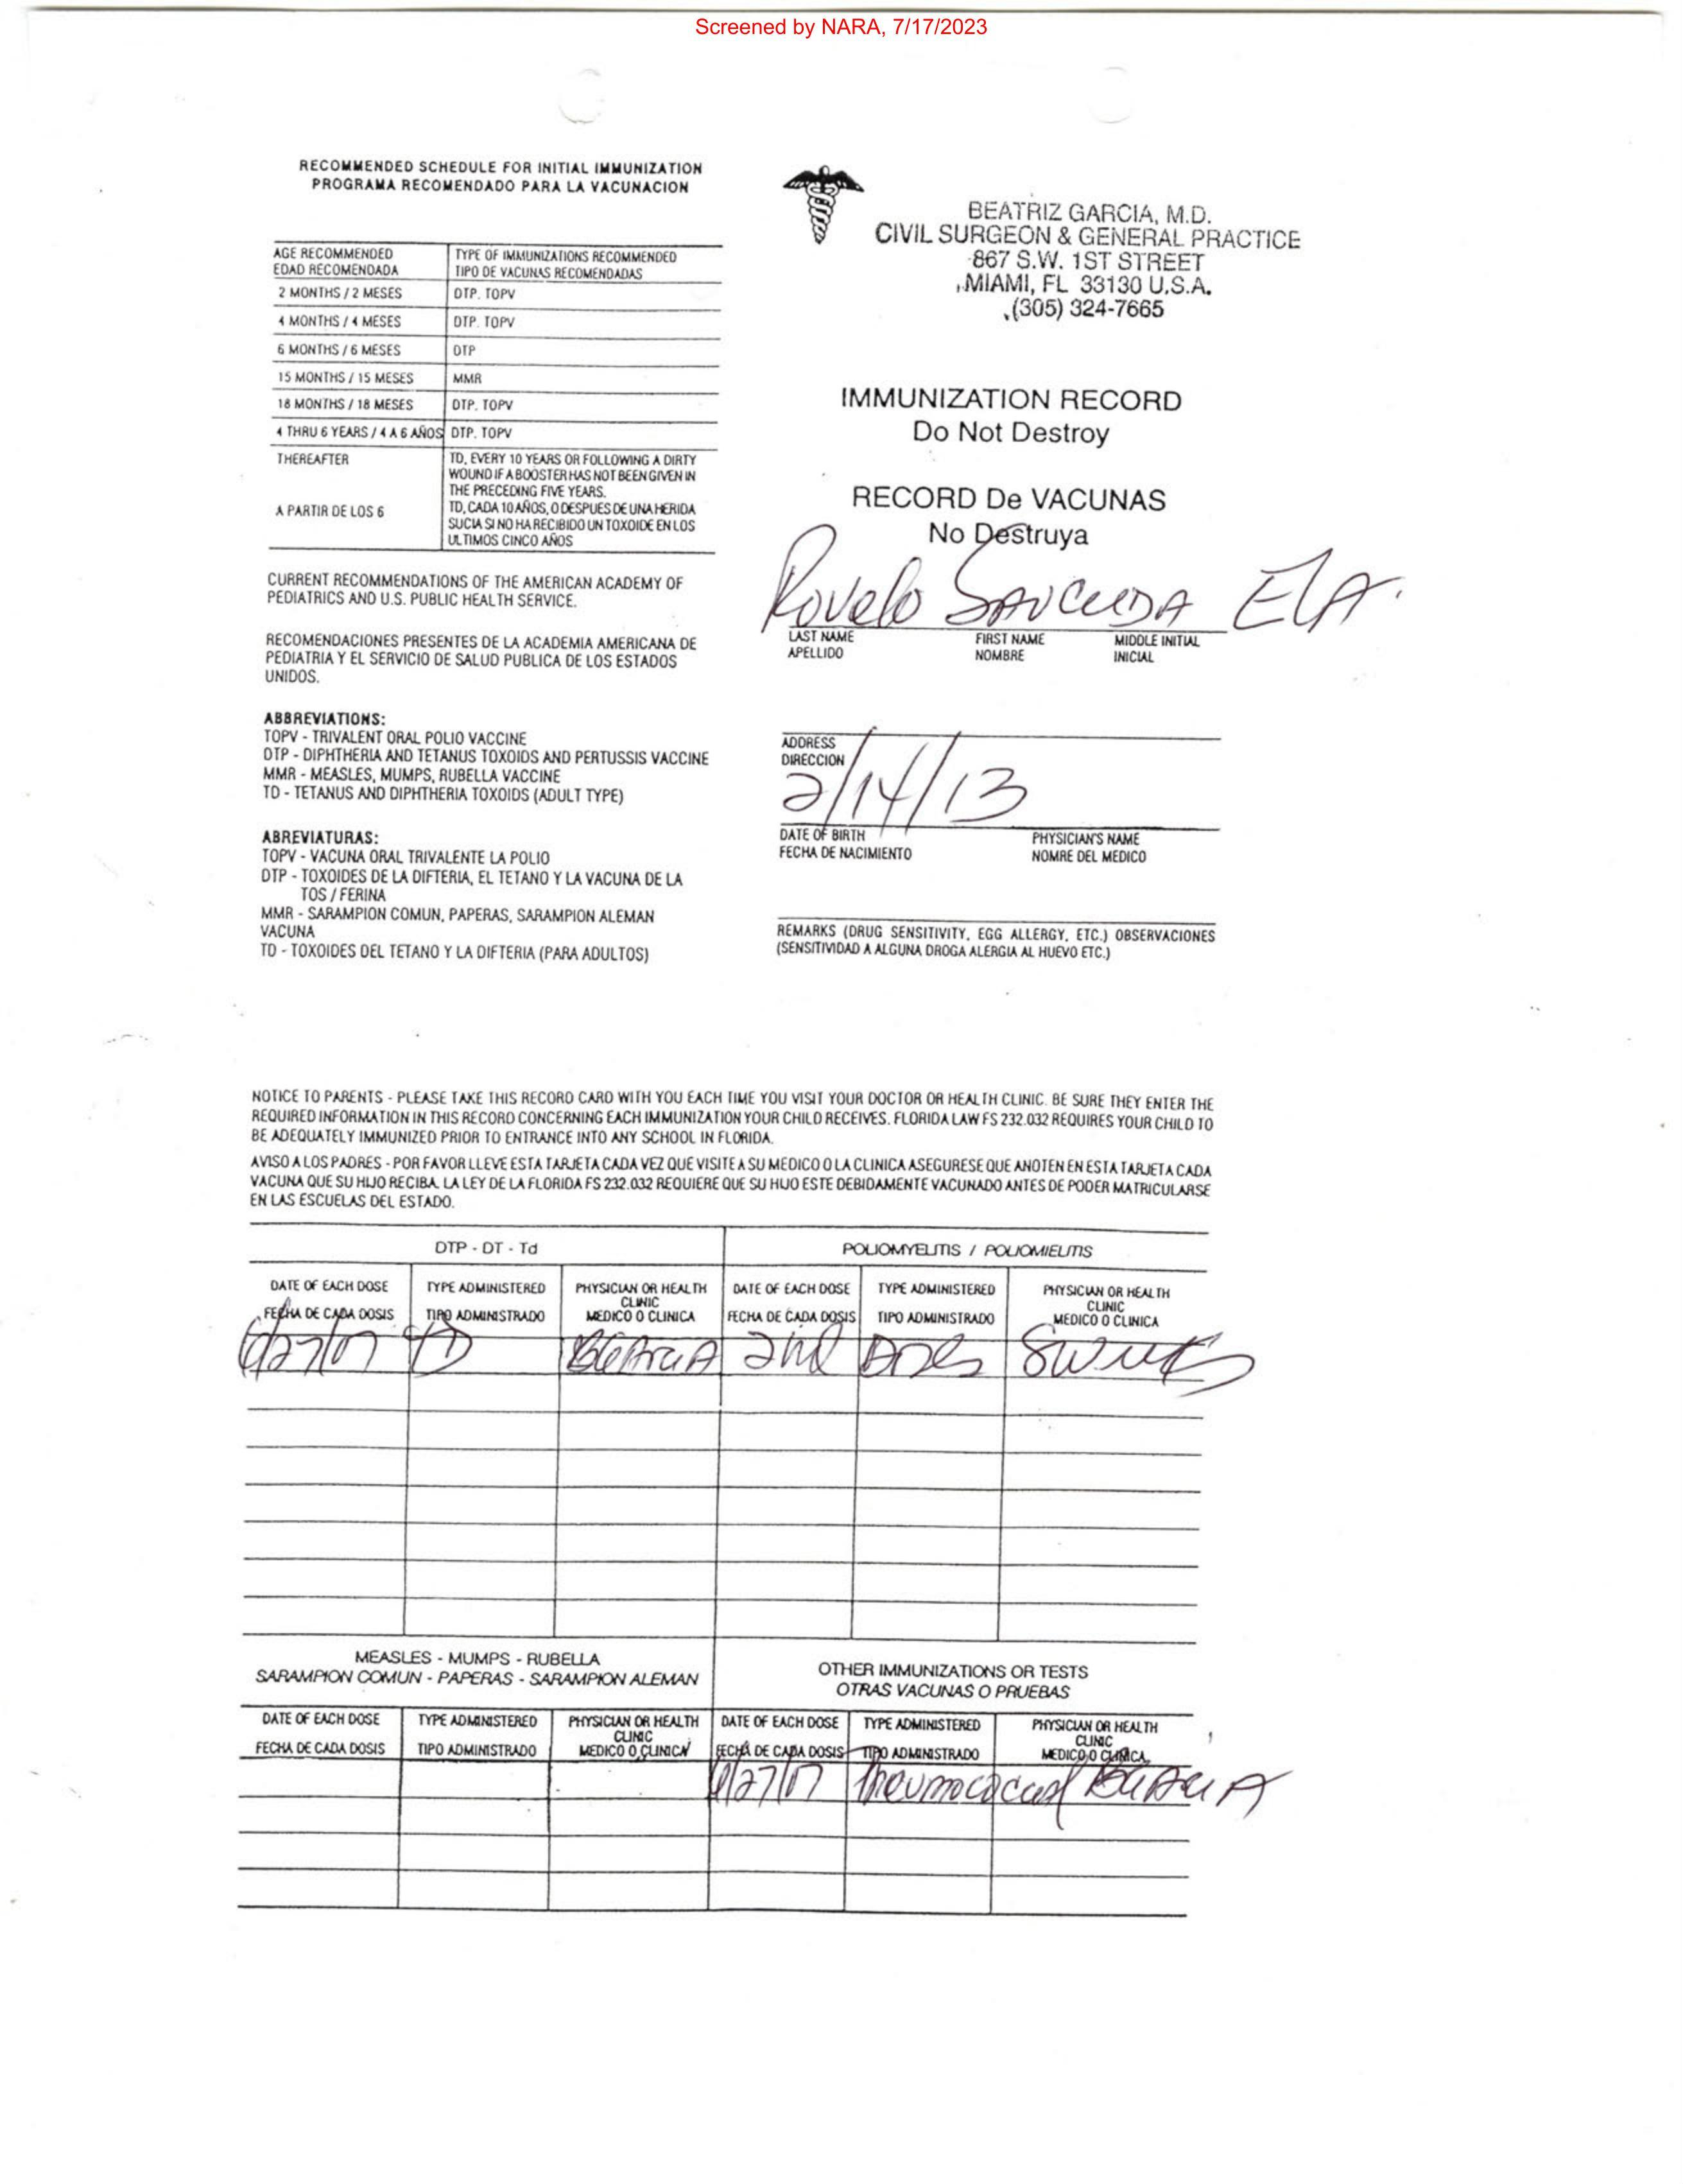 Screened by NARA, 7/17/2023
RECOMMENDED SCHEDULE FOR INITIAL IMMUNIZATION
PROGRAMA RECOMENDADO PARA LA VACUNACION
AGE RECOMMENDED TYPE OF IMMUNIZATIONS RECOMMENDED
EDAD RECOMENDADA TIPO DE VACUNAS RECOMENDADAS
2 MONTHS / 2 MESES DTP. TOPV
4 MONTHS / 4 MESES DTP. TOPV
6 MONTHS / 6 MESES DTP
15 MONTHS / 15 MESES MMR
18 MONTHS / 18 MESES DTP. TOPV
4 THRU 6 YEARS / 4 A 6 AÑOS DTP. TOPV
THEREAFTER TD, EVERY 10 YEARS OR FOLLOWING A DIRTY
WOUND IF A BOOSTER HAS NOT BEEN GIVEN IN
THE PRECEDING FIVE YEARS.
A PARTIR DE LOS 6 TD, CADA 10 AÑOS, O DESPUES DE UNA HERIDA
SUCIA SI NO HA RECIBIDO UN TOXOIDE EN LOS
ULTIMOS CINCO AÑOS
CURRENT RECOMMENDATIONS OF THE AMERICAN ACADEMY OF
PEDIATRICS AND U.S. PUBLIC HEALTH SERVICE.
RECOMENDACIONES PRESENTES DE LA ACADEMIA AMERICANA DE
PEDIATRIA Y EL SERVICIO DE SALUD PUBLICA DE LOS ESTADOS
UNIDOS.
ABBREVIATIONS:
TOPV - TRIVALENT ORAL POLIO VACCINE
DTP - DIPHTHERIA AND TETANUS TOXOIDS AND PERTUSSIS VACCINE
MMR - MEASLES, MUMPS, RUBELLA VACCINE
TD - TETANUS AND DIPHTHERIA TOXOIDS (ADULT TYPE)
ABREVIATURAS:
TOPV - VACUNA ORAL TRIVALENTE LA POLIO
DTP - TOXOIDES DE LA DIFTERIA, EL TETANO Y LA VACUNA DE LA
TOS / FERINA
MMR - SARAMPION COMUN, PAPERAS, SARAMPION ALEMAN
VACUNA
TD - TOXOIDES DEL TETANO Y LA DIFTERIA (PARA ADULTOS)
BEATRIZ GARCIA, M.D.
CIVIL SURGEON & GENERAL PRACTICE
867 S.W. 1ST STREET
MIAMI, FL 33130 U.S.A.
(305) 324-7665
IMMUNIZATION RECORD
Do Not Destroy
RECORD De VACUNAS
No Destruya
Rovelo ELA.
LAST NAME FIRST NAME MIDDLE INITIAL
APELLIDO NOMBRE INICIAL
ADDRESS
DIRECCION
2/14/13
DATE OF BIRTH PHYSICIAN'S NAME
FECHA DE NACIMIENTO NOMRE DEL MEDICO
REMARKS (DRUG SENSITIVITY, EGG ALLERGY, ETC.) OBSERVACIONES
(SENSITIVIDAD A ALGUNA DROGA ALERGIA AL HUEVO ETC.)
NOTICE TO PARENTS - PLEASE TAKE THIS RECORD CARD WITH YOU EACH TIME YOU VISIT YOUR DOCTOR OR HEALTH CLINIC. BE SURE THEY ENTER THE
REQUIRED INFORMATION IN THIS RECORD CONCERNING EACH IMMUNIZATION YOUR CHILD RECEIVES. FLORIDA LAW FS 232.032 REQUIRES YOUR CHILD TO
BE ADEQUATELY IMMUNIZED PRIOR TO ENTRANCE INTO ANY SCHOOL IN FLORIDA.
AVISO A LOS PADRES - POR FAVOR LLEVE ESTA TARJETA CADA VEZ QUE VISITE A SU MEDICO O LA CLINICA ASEGURESE QUE ANOTEN EN ESTA TARJETA CADA
VACUNA QUE SU HIJO RECIBA. LA LEY DE LA FLORIDA FS 232.032 REQUIERE QUE SU HIJO ESTE DEBIDAMENTE VACUNADO ANTES DE PODER MATRICULARSE
EN LAS ESCUELAS DEL ESTADO.
DTP - DT - Td POLIOMYELITIS / POLIOMIELITIS
DATE OF EACH DOSE TYPE ADMINISTERED PHYSICIAN OR HEALTH CLINIC DATE OF EACH DOSE TYPE ADMINISTERED PHYSICIAN OR HEALTH CLINIC
FECHA DE CADA DOSIS TIPO ADMINISTRADO MEDICO O CLINICA FECHA DE CADA DOSIS TIPO ADMINISTRADO MEDICO O CLINICA
TD 2nd
MEASLES - MUMPS - RUBELLA
SARAMPION COMUN - PAPERAS - SARAMPION ALEMAN
OTHER IMMUNIZATIONS OR TESTS
OTRAS VACUNAS O PRUEBAS
DATE OF EACH DOSE TYPE ADMINISTERED PHYSICIAN OR HEALTH CLINIC DATE OF EACH DOSE TYPE ADMINISTERED PHYSICIAN OR HEALTH CLINIC
FECHA DE CADA DOSIS TIPO ADMINISTRADO MEDICO O CLINICA FECHA DE CADA DOSIS TIPO ADMINISTRADO MEDICO O CLINICA
Pneumococcal